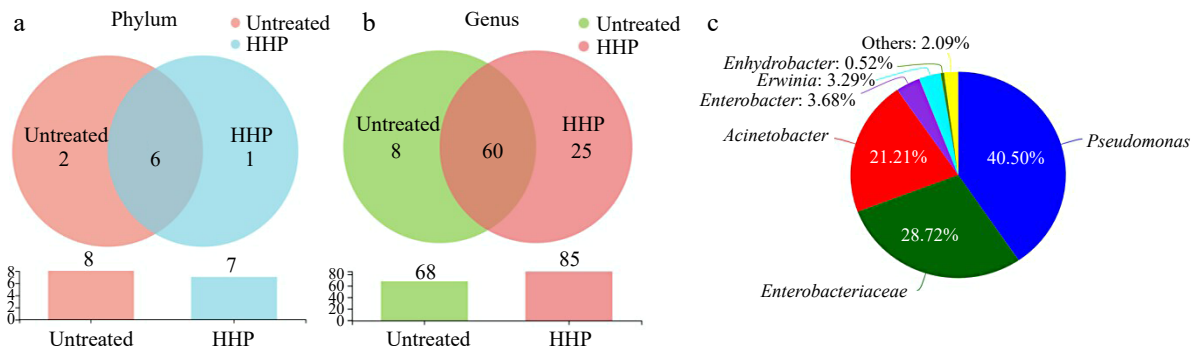 a
Phylum
Untreated
HHP
Untreated
2
6
HHP
1
8
7
8
6
4
2
0
Untreated
HHP
b
Genus
Untreated
HHP
Untreated
8
60
HHP
25
68
85
80
60
40
20
0
Untreated
HHP
c
Others: 2.09%
Enhydrobacter: 0.52%
Erwinia: 3.29%
Enterobacter: 3.68%
Acinetobacter
21.21%
40.50%
Pseudomonas
28.72%
Enterobacteriaceae